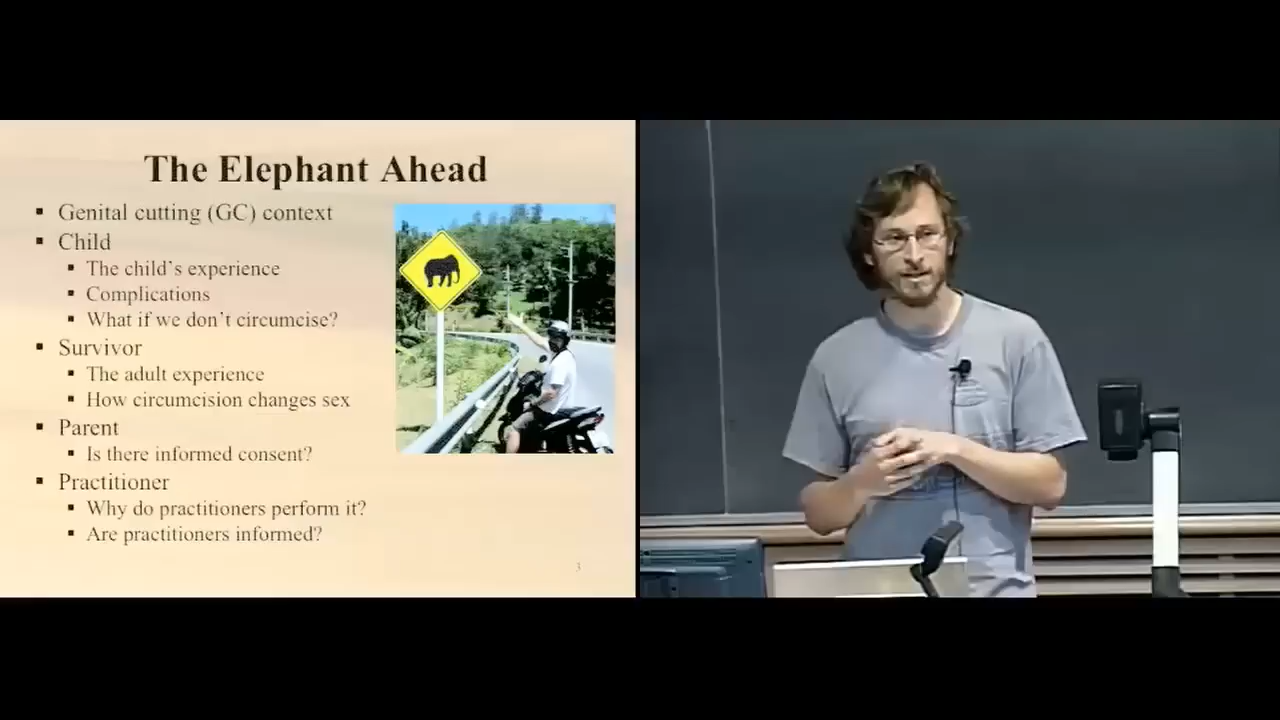 The Elephant Ahead
▪ Genital cutting (GC) context
▪ Child
▪ The child's experience
▪ Complications
▪ What if we don't circumcise?
▪ Survivor
▪ The adult experience
▪ How circumcision changes sex
▪ Parent
▪ Is there informed consent?
▪ Practitioner
▪ Why do practitioners perform it?
▪ Are practitioners informed?
3